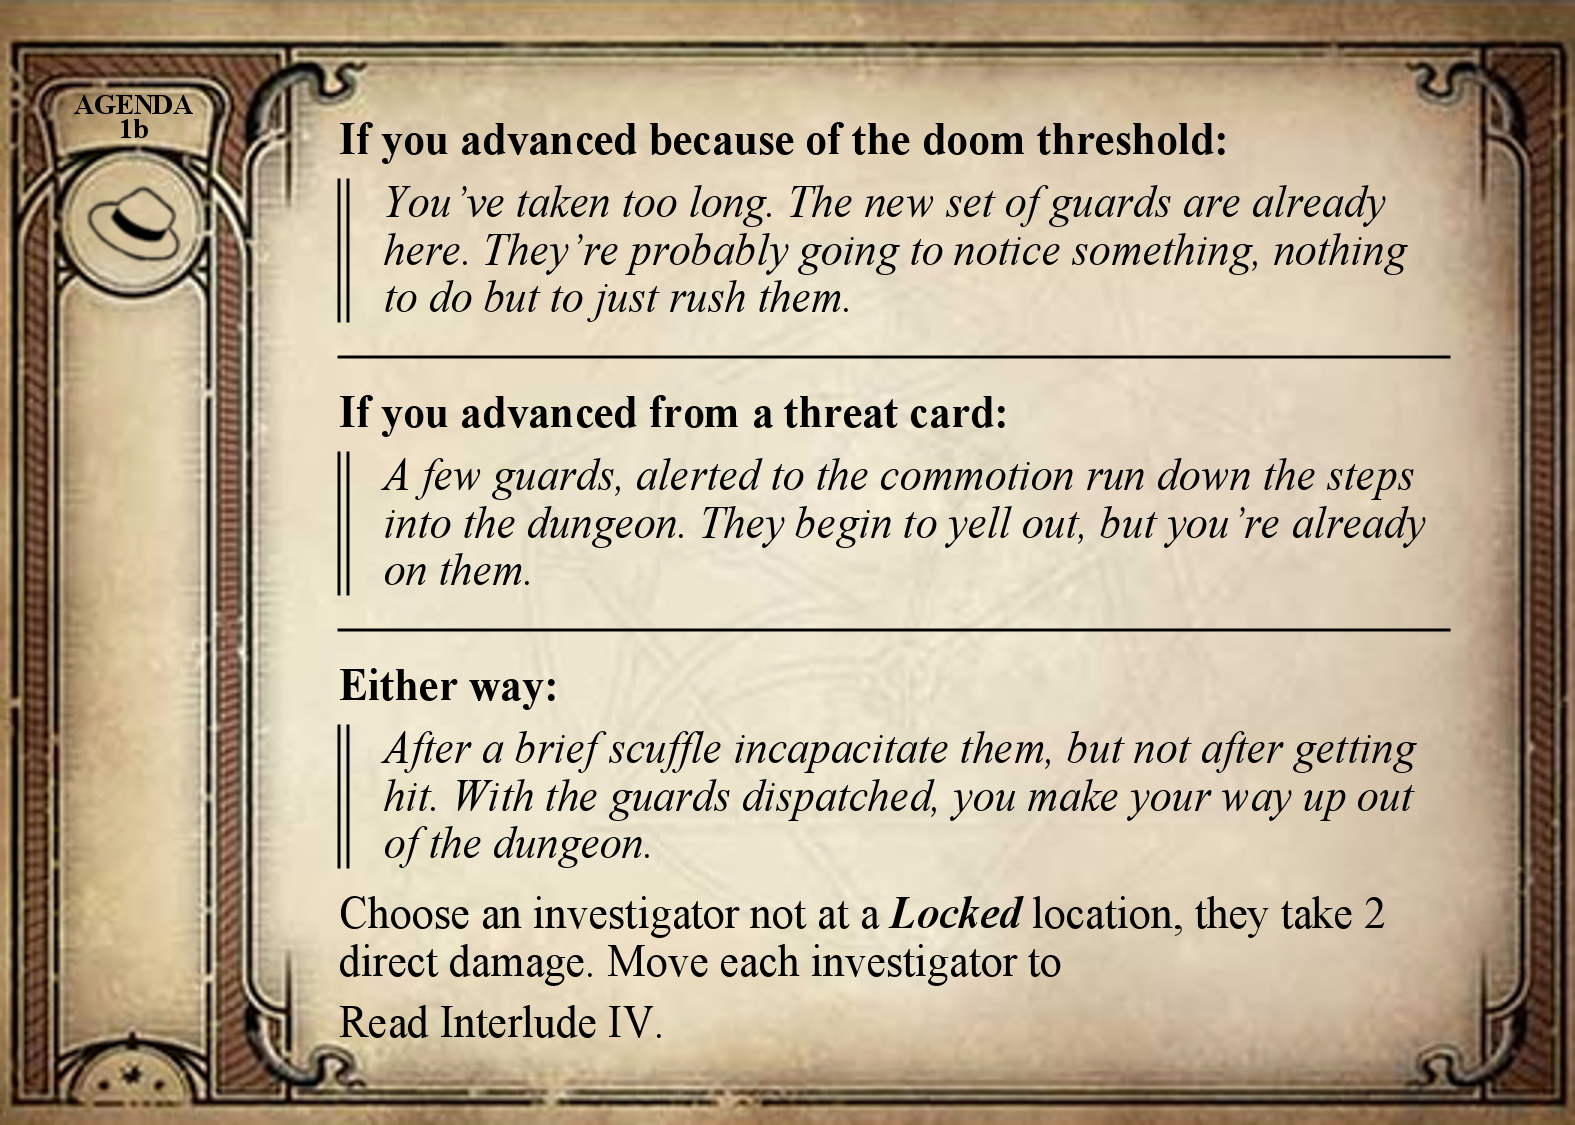 AGENDA
1b
If you advanced because of the doom threshold:
You’ve taken too long. The new set of guards are already
here. They’re probably going to notice something, nothing
to do but to just rush them.
If you advanced from a threat card:
A few guards, alerted to the commotion run down the steps
into the dungeon. They begin to yell out, but you’re already
on them.
Either way:
After a brief scuffle incapacitate them, but not after getting
hit. With the guards dispatched, you make your way up out
of the dungeon.
Choose an investigator not at a Locked location, they take 2
direct damage. Move each investigator to
Read Interlude IV.